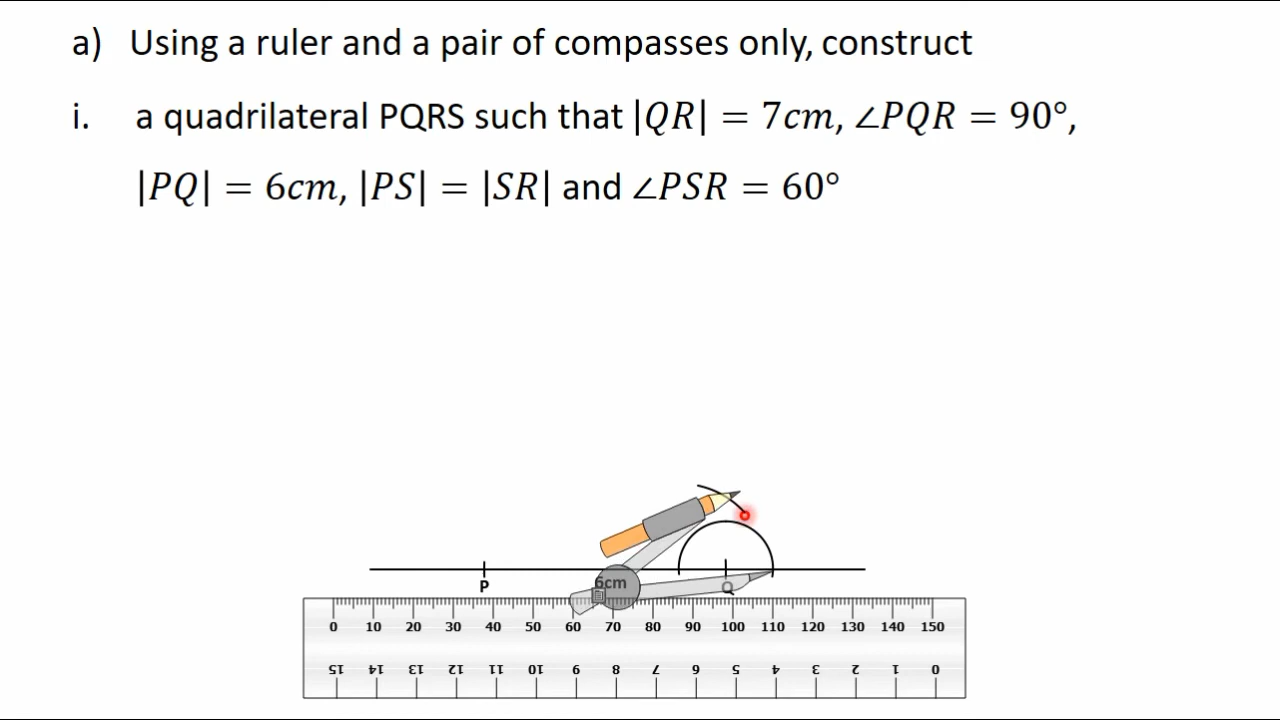 a) Using a ruler and a pair of compasses only, construct
i. a quadrilateral PQRS such that |QR| = 7cm, ∠PQR = 90°,
|PQ| = 6cm, |PS| = |SR| and ∠PSR = 60°
P 6cm Q
0 10 20 30 40 50 60 70 80 90 100 110 120 130 140 150
15 14 13 12 11 10 9 8 7 6 5 4 3 2 1 0